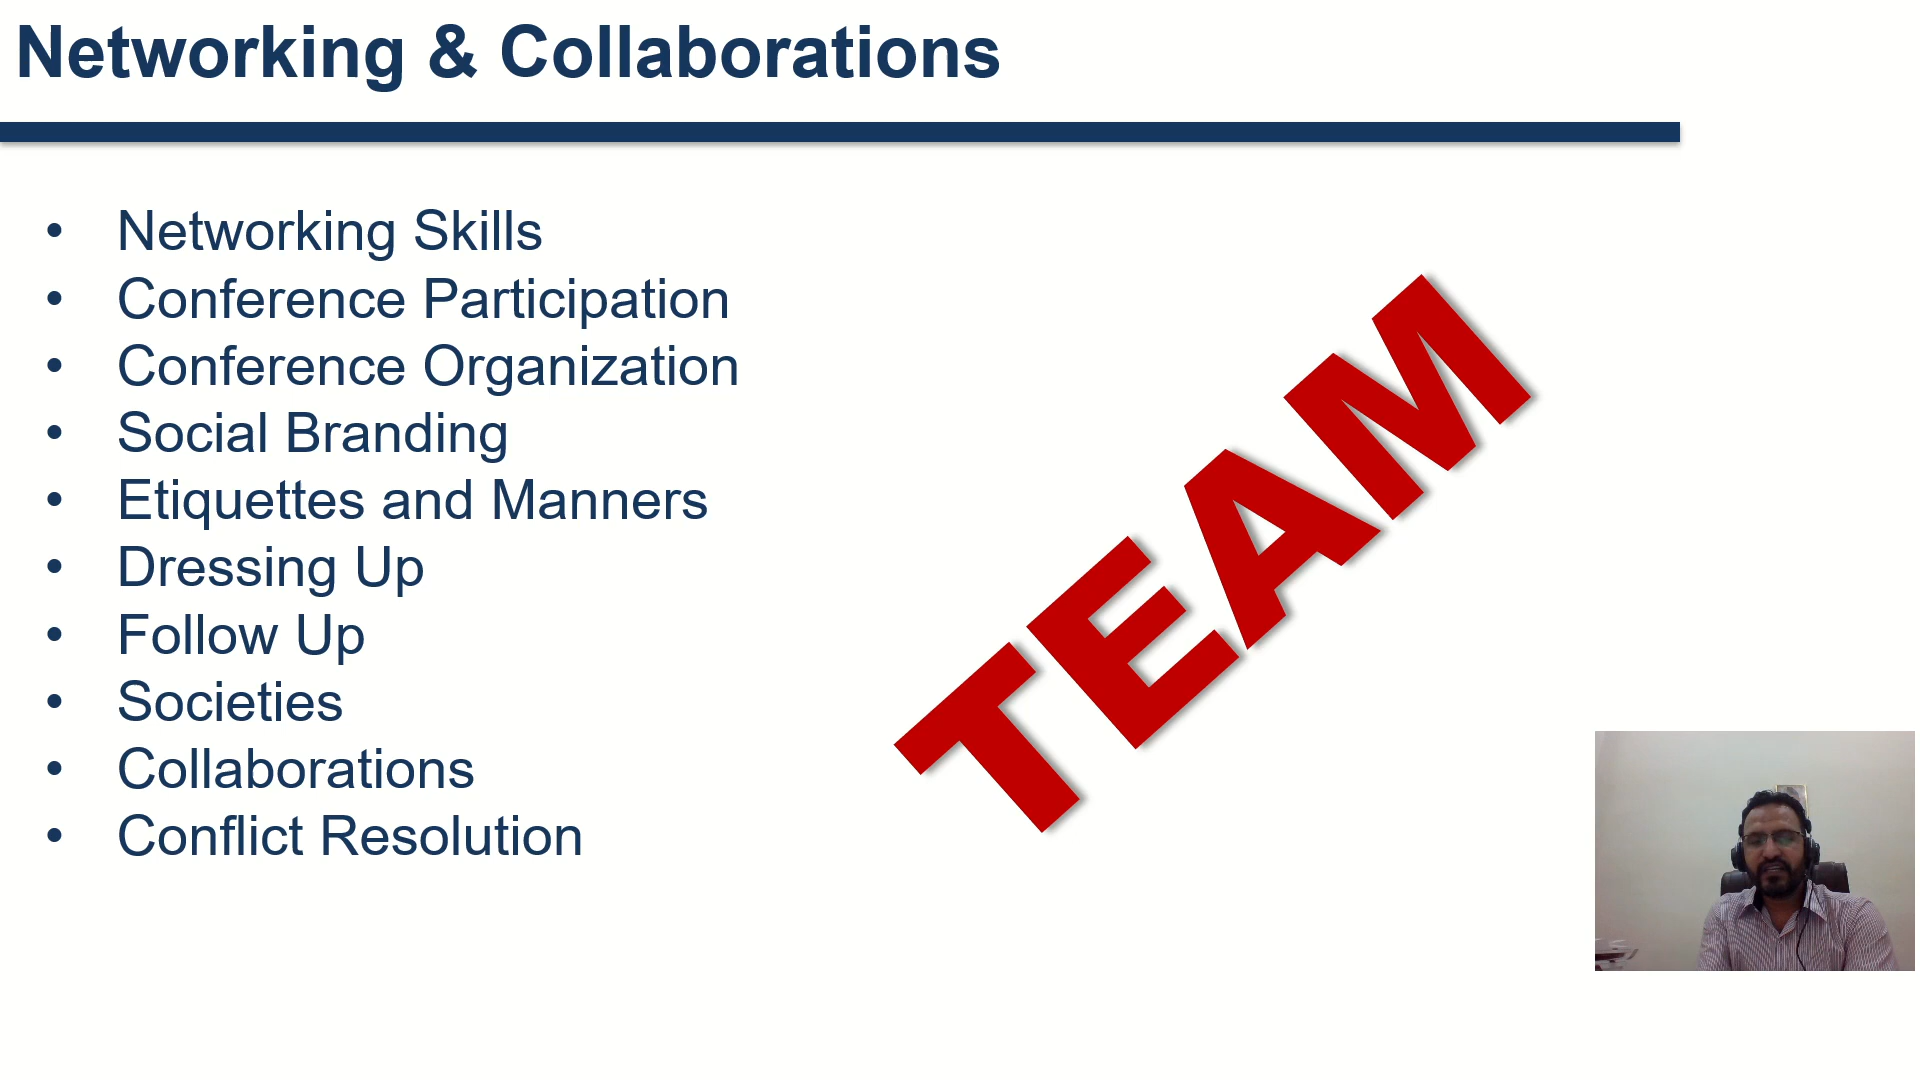 Networking & Collaborations
• Networking Skills
• Conference Participation
• Conference Organization
• Social Branding
• Etiquettes and Manners
• Dressing Up
• Follow Up
• Societies
• Collaborations
• Conflict Resolution
TEAM